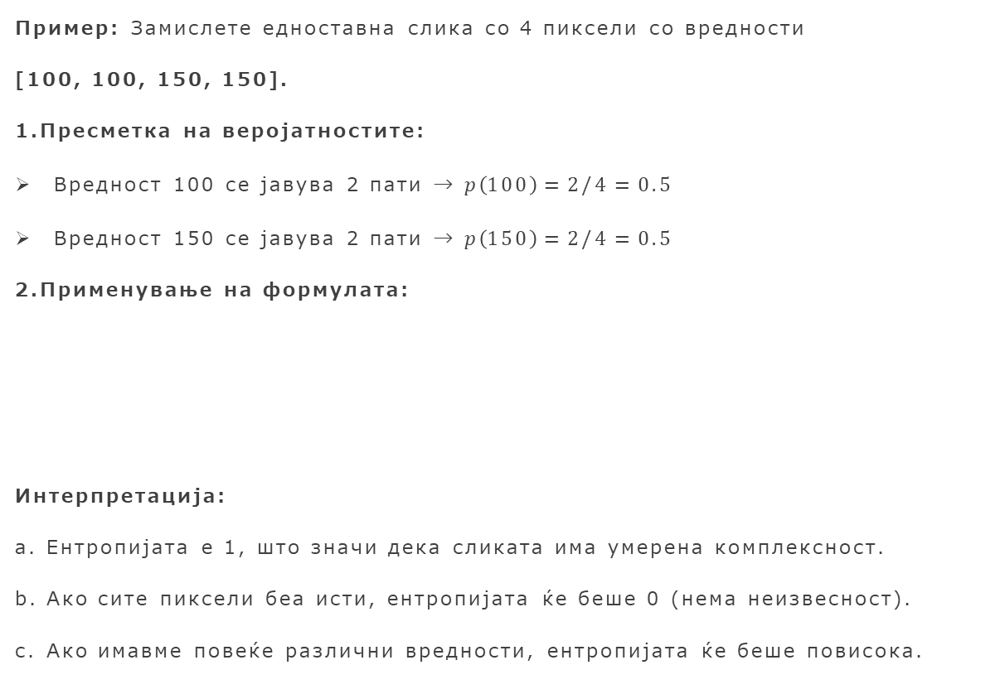 Пример: Замислете едноставна слика со 4 пиксели со вредности
[100, 100, 150, 150].
1.Пресметка на веројатностите:
➢ Вредност 100 се јавува 2 пати → p(100) = 2/4 = 0.5
➢ Вредност 150 се јавува 2 пати → p(150) = 2/4 = 0.5
2.Применување на формулата:
Интерпретација:
a. Ентропијата е 1, што значи дека сликата има умерена комплексност.
b. Ако сите пиксели беа исти, ентропијата ќе беше 0 (нема неизвесност).
c. Ако имавме повеќе различни вредности, ентропијата ќе беше повисока.